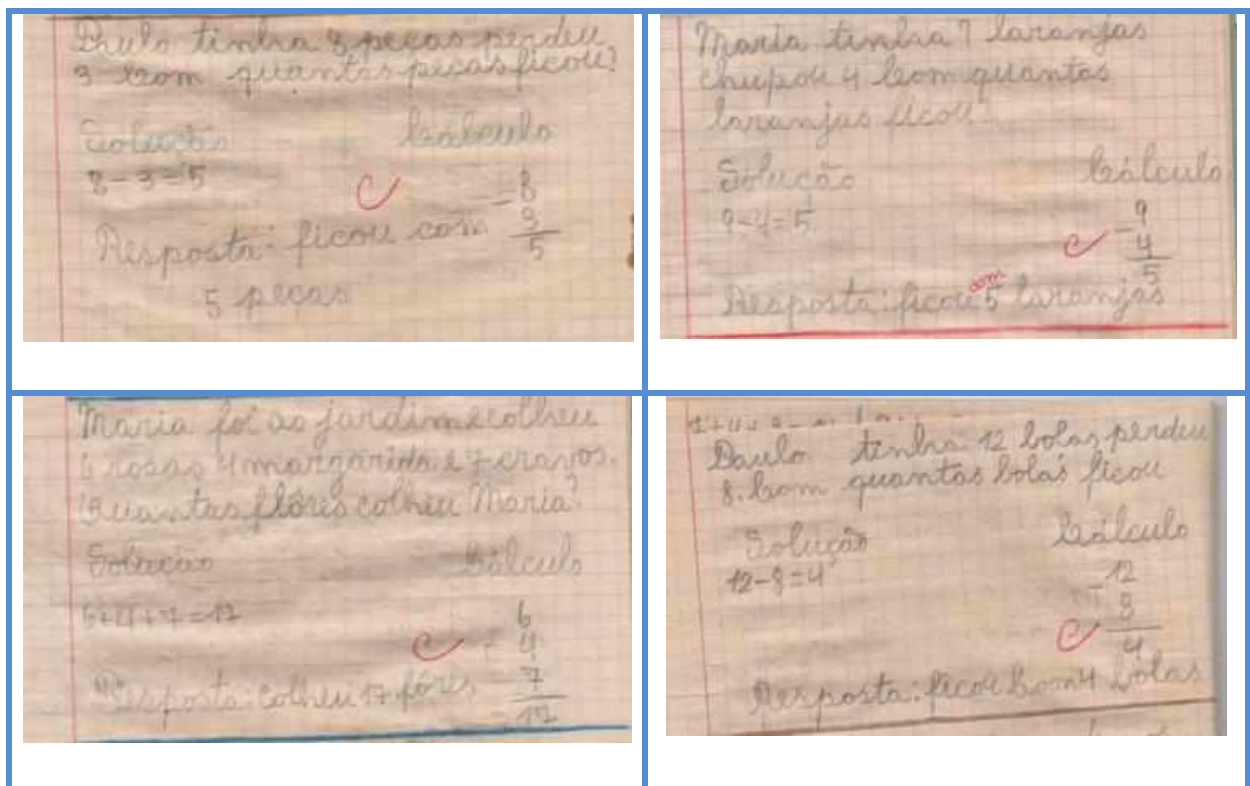 Paulo tinha 8 peças perdeu
3 Com quantas peças ficou?
Solução Cálculo
8-3=5
C
- 8
3
5
Resposta: ficou com
5 peças
Maria tinha 9 laranjas
chupou 4 Com quantas
laranjas ficou
Solução Cálculo
9-4=5
C
- 9
4
5
com
Resposta: ficou 5 laranjas
Maria foi ao jardim e colheu
6 rosas 4 margarida e 7 cravos.
Quantas flôres colheu Maria?
Solução Cálculo
6+4+7=17
C
6
4
7
17
Resposta: Colheu 17 fôres
Paulo tinha 12 bolas perdeu
8. Com quantas bolas ficou
Solução Cálculo
12-8=4
C
- 12
8
4
Resposta: ficou Com 4 bolas